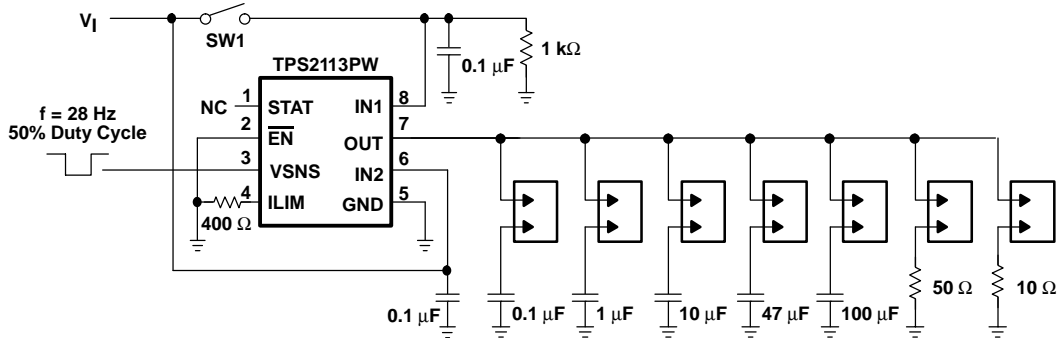 V_I
SW1
0.1 μF
1 kΩ
TPS2113PW
NC
1
STAT
IN1
8
f = 28 Hz
50% Duty Cycle
2
EN
OUT
7
3
VSNS
IN2
6
4
ILIM
GND
5
400 Ω
0.1 μF
0.1 μF
1 μF
10 μF
47 μF
100 μF
50 Ω
10 Ω